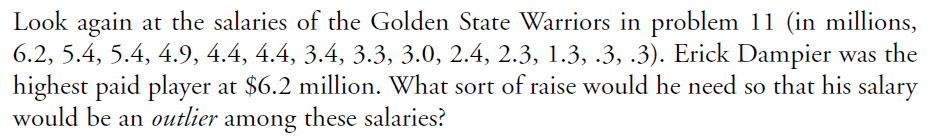 Look again at the salaries of the Golden State Warriors in problem 11 (in millions,
6.2, 5.4, 5.4, 4.9, 4.4, 4.4, 3.4, 3.3, 3.0, 2.4, 2.3, 1.3, .3, .3). Erick Dampier was the
highest paid player at $6.2 million. What sort of raise would he need so that his salary
would be an outlier among these salaries?